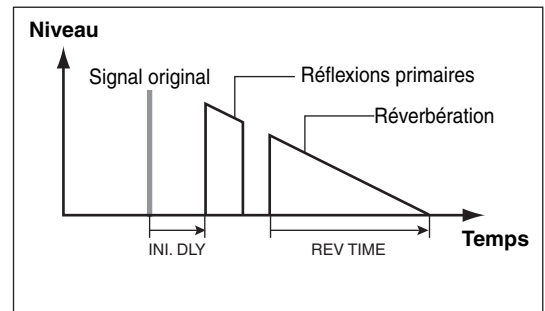 Niveau
Signal original
Réflexions primaires
Réverbération
INI. DLY
REV TIME
Temps